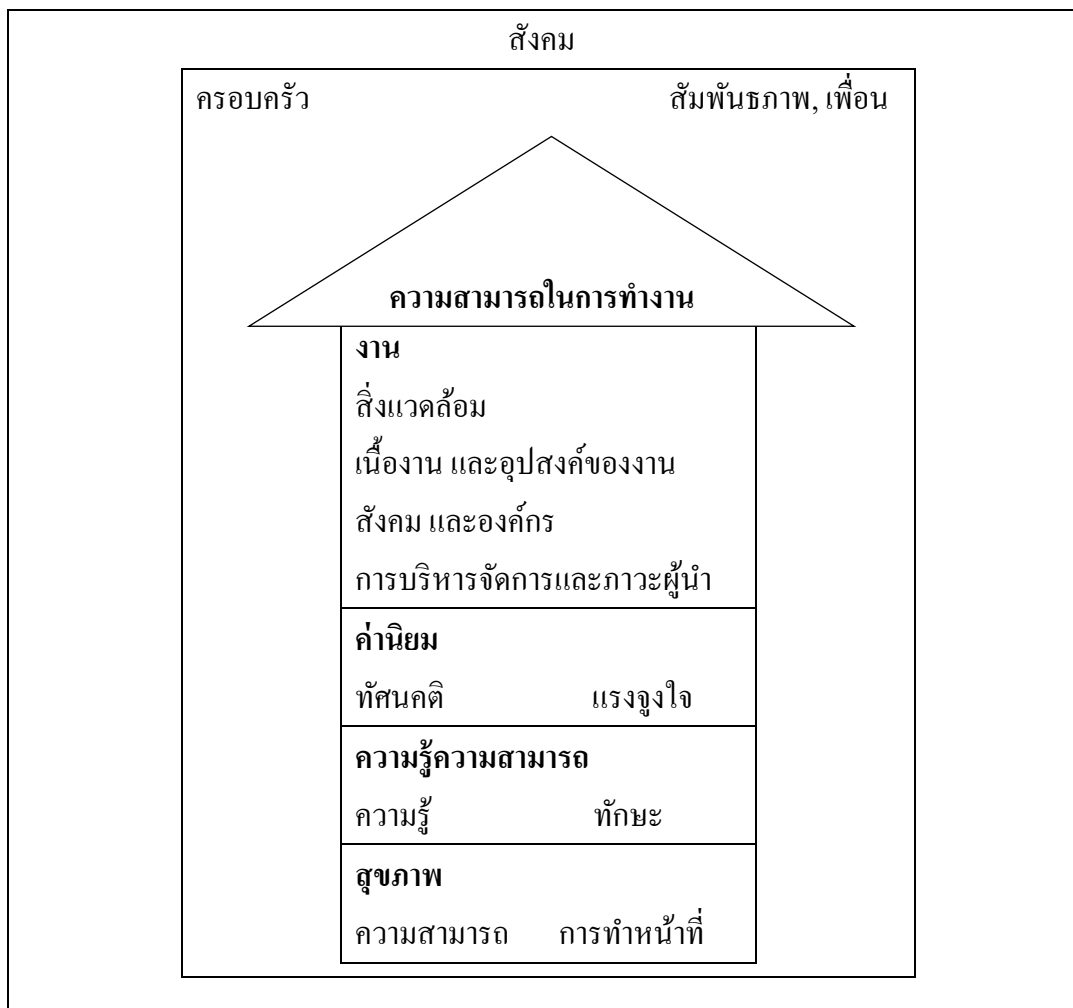 สังคม
ครอบครัว สัมพันธภาพ, เพื่อน
ความสามารถในการทำงาน
งาน
สิ่งแวดล้อม
เนื้องาน และอุปสงค์ของงาน
สังคม และองค์กร
การบริหารจัดการและภาวะผู้นำ
ค่านิยม
ทัศนคติ แรงจูงใจ
ความรู้ความสามารถ
ความรู้ ทักษะ
สุขภาพ
ความสามารถ การทำหน้าที่